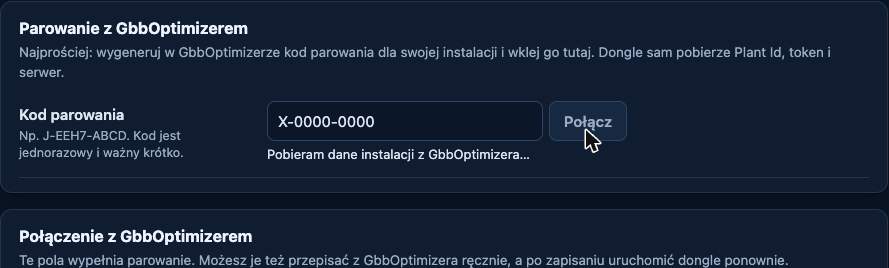 Parowanie z GbbOptimizerem
Najprościej: wygeneruj w GbbOptimizerze kod parowania dla swojej instalacji i wklej go tutaj. Dongle sam pobierze Plant Id, token i
serwer.
Kod parowania
X-0000-0000
Połącz
Np. J-EEH7-ABCD. Kod jest
jednorazowy i ważny krótko.
Pobieram dane instalacji z GbbOptimizera...
Połączenie z GbbOptimizerem
Te pola wypełnia parowanie. Możesz je też przepisać z GbbOptimizera ręcznie, a po zapisaniu uruchomić dongle ponownie.